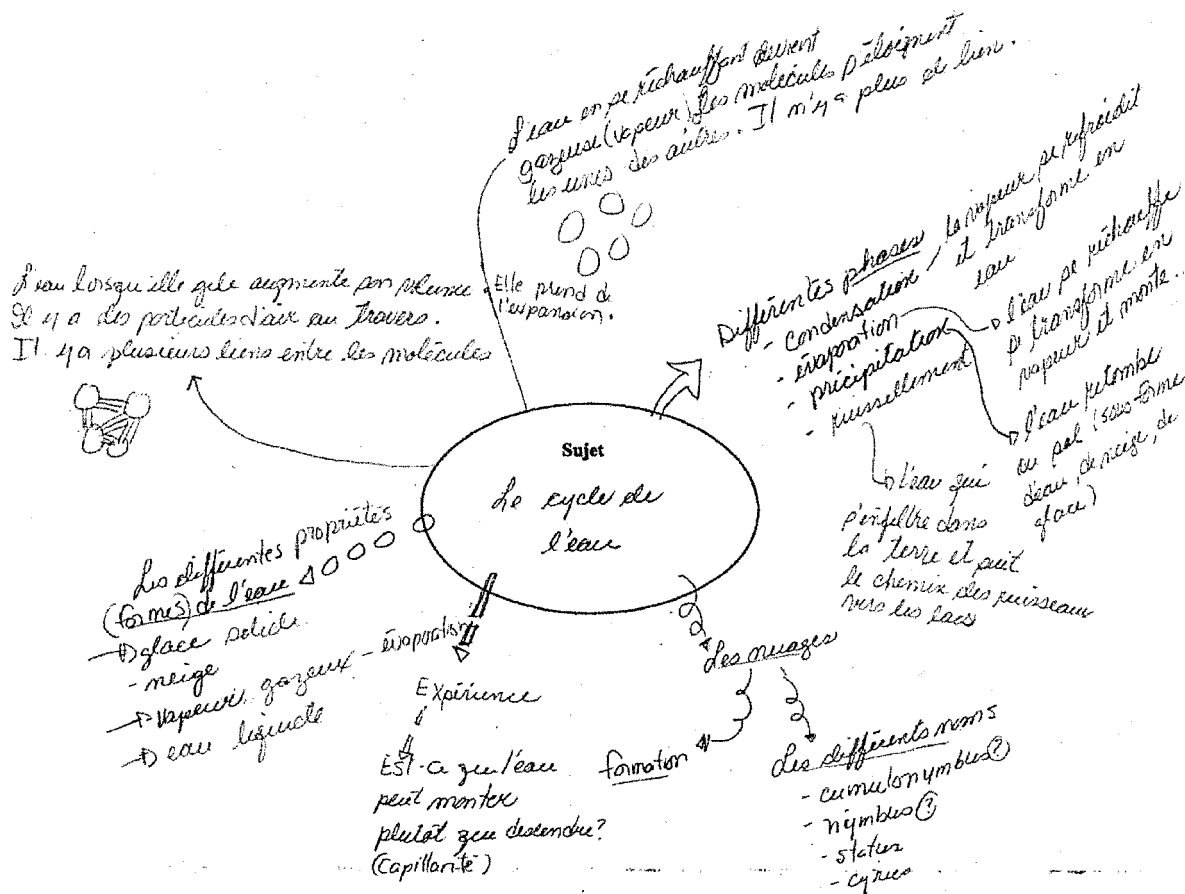 L'eau en se réchauffant devient
gazeuse (vapeur). Les molécules s'éloignent
les unes des autres. Il n'y a plus de lien.
Elle prend de
l'expansion.
L'eau lorsqu'elle gèle augmente son volume.
Il y a des particules d'air au travers.
Il y a plusieurs liens entre les molécules
Différentes phases
- condensation
- évaporation
- précipitation
- ruissellement
la vapeur se refroidit
et transforme en
eau
l'eau se réchauffe
se transforme en
vapeur et monte..
l'eau retombe
au sol (sous forme
d'eau, de neige, de
glace)
l'eau qui
s'infiltre dans
la terre et suit
le chemin des ruisseau
vers les lacs
Sujet
Le cycle de
l'eau
Les différentes propriétés
(formes) de l'eau
glace solide
- neige
vapeur gazeux - évaporation
eau liquide
Expérience
Est-ce que l'eau
peut monter
plutôt que descendre?
(Capillarité)
Les nuages
formation
Les différents noms
- cumulonymbus ?
- nymbus ?
- status
- cyrus